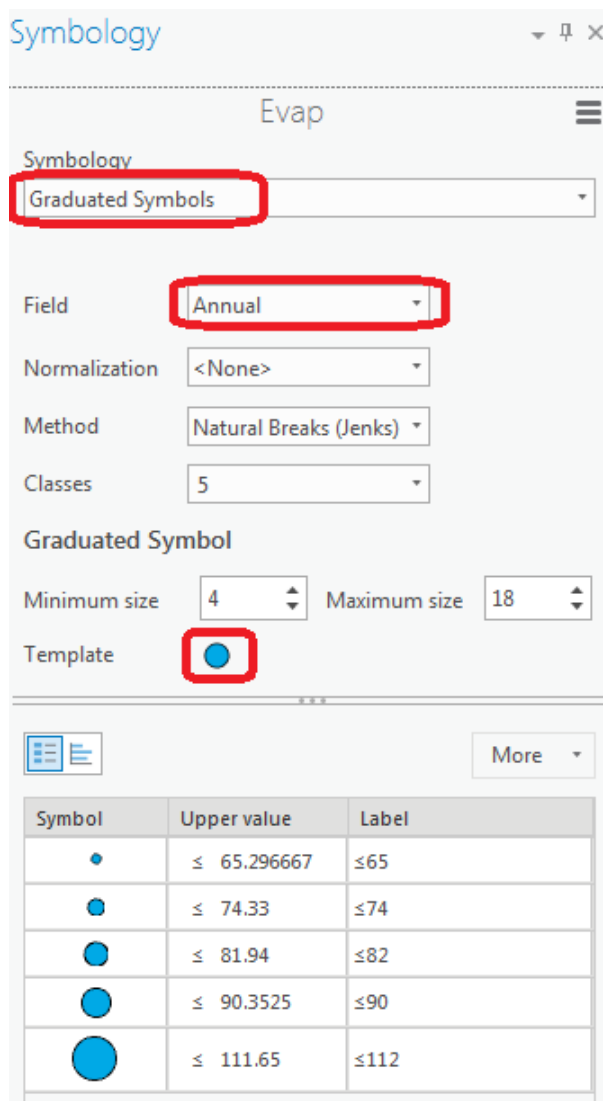 Symbology
Evap
Symbology
Graduated Symbols
Field Annual
Normalization <None>
Method Natural Breaks (Jenks)
Classes 5
Graduated Symbol
Minimum size 4 Maximum size 18
Template
More
Symbol Upper value Label
≤ 65.296667 ≤65
≤ 74.33 ≤74
≤ 81.94 ≤82
≤ 90.3525 ≤90
≤ 111.65 ≤112